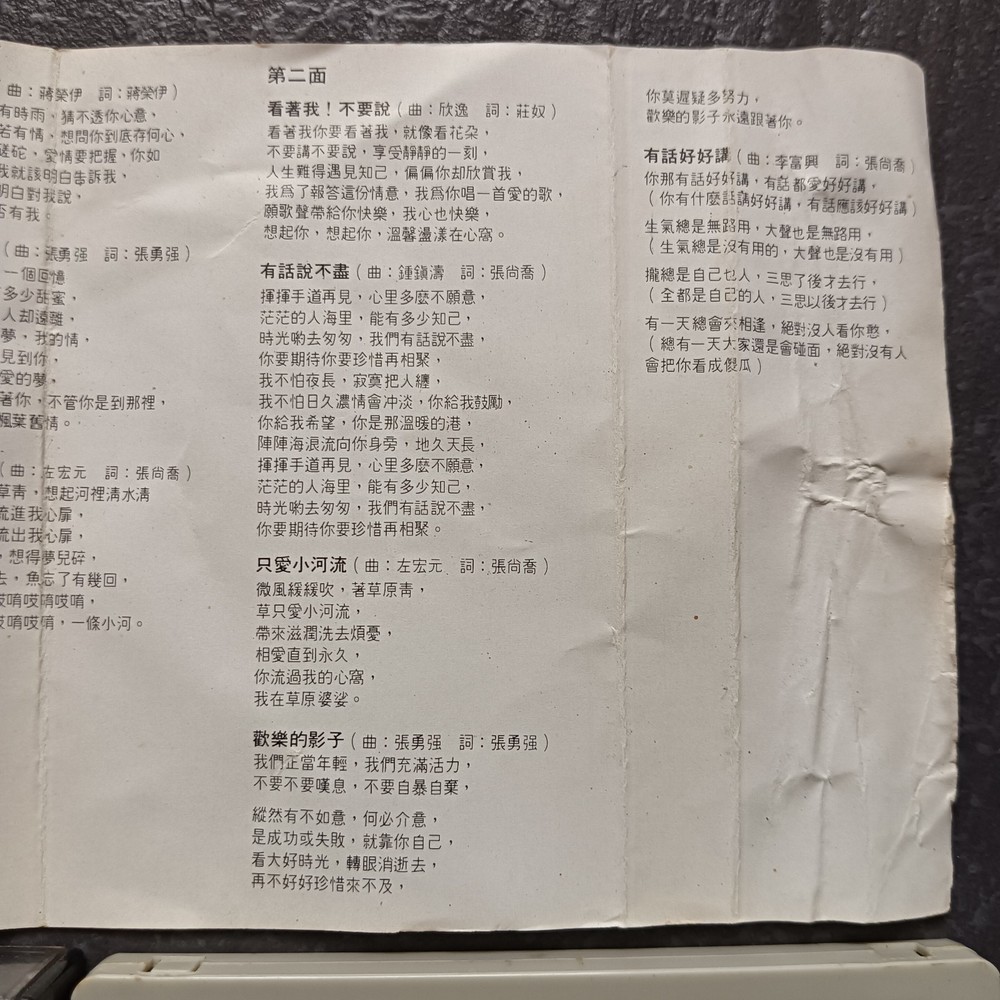 曲：蔣榮伊　詞：蔣榮伊）
有時雨，猜不透你心意，
若有情，想問你到底存何心，
蹉砣，愛情要把握，你如
我就該明白告訴我，
明白對我說，
否有我。
（曲：張勇强　詞：張勇强）
一個回憶
多少甜蜜，
人却遠離，
夢，我的情，
見到你，
愛的夢，
著你，不管你是到那裡，
楓葉舊情。
（曲：左宏元　詞：張尙喬）
草靑，想起河裡淸水淸
流進我心扉，
流出我心扉，
，想得夢兒碎，
去，魚忘了有幾回，
哎唷哎唷哎唷，
哎唷哎唷，一條小河。
第二面
看著我！不要說（曲：欣逸　詞：莊奴）
看著我你要看著我，就像看花朶，
不要講不要說，享受靜靜的一刻，
人生難得遇見知己，偏偏你却欣賞我，
我爲了報答這份情意，我爲你唱一首愛的歌，
願歌聲帶給你快樂，我心也快樂，
想起你，想起你，溫馨盪漾在心窩。
有話說不盡（曲：鍾鎭濤　詞：張尙喬）
揮揮手道再見，心里多麽不願意，
茫茫的人海里，能有多少知己，
時光喲去匆匆，我們有話說不盡，
你要期待你要珍惜再相聚，
我不怕夜長，寂寞把人纏，
我不怕日久濃情會冲淡，你給我鼓勵，
你給我希望，你是那溫暖的港，
陣陣海浪流向你身旁，地久天長，
揮揮手道再見，心里多麽不願意，
茫茫的人海里，能有多少知己，
時光喲去匆匆，我們有話說不盡，
你要期待你要珍惜再相聚。
只愛小河流（曲：左宏元　詞：張尙喬）
微風緩緩吹，著草原靑，
草只愛小河流，
帶來滋潤洗去煩憂，
相愛直到永久，
你流過我的心窩，
我在草原婆娑。
歡樂的影子（曲：張勇强　詞：張勇强）
我們正當年輕，我們充滿活力，
不要不要嘆息，不要自暴自棄，
縱然有不如意，何必介意，
是成功或失敗，就靠你自己，
看大好時光，轉眼消逝去，
再不好好珍惜來不及，
你莫遲疑多努力，
歡樂的影子永遠跟著你。
有話好好講（曲：李富興　詞：張尙喬）
你那有話好好講，有話都愛好好講，
（你有什麽話請好好講，有話應該好好講）
生氣總是無路用，大聲也是無路用，
（生氣總是沒有用的，大聲也是沒有用）
攏總是自己也人，三思了後才去行，
（全都是自己的人，三思以後才去行）
有一天總會來相逢，絕對沒人看你憨，
（總有一天大家還是會碰面，絕對沒有人
會把你看成傻瓜）